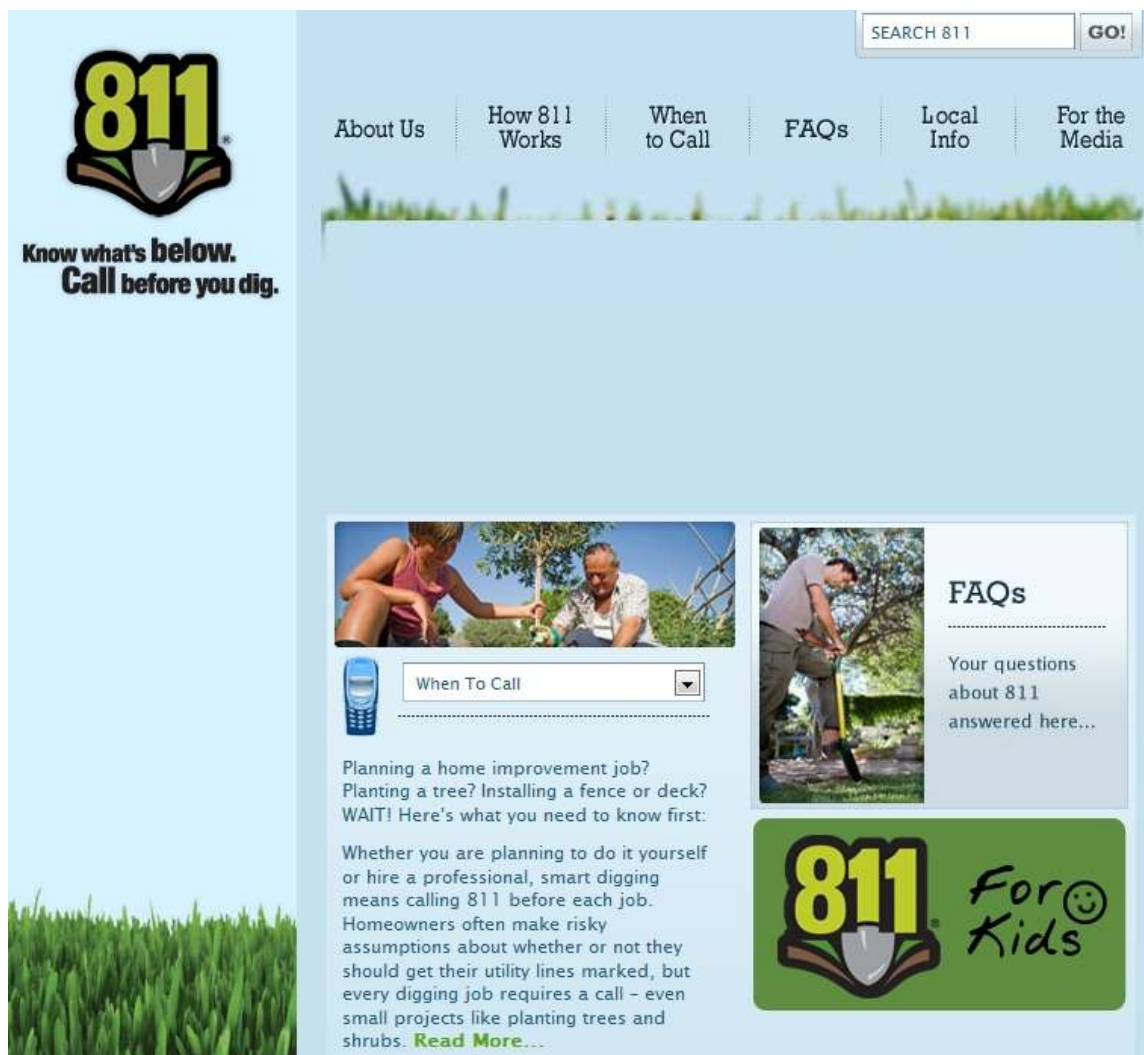 SEARCH 811
GO!
811
®
Know what's below.
Call before you dig.
About Us
How 811
Works
When
to Call
FAQs
Local
Info
For the
Media
When To Call
Planning a home improvement job?
Planting a tree? Installing a fence or deck?
WAIT! Here's what you need to know first:
Whether you are planning to do it yourself
or hire a professional, smart digging
means calling 811 before each job.
Homeowners often make risky
assumptions about whether or not they
should get their utility lines marked, but
every digging job requires a call – even
small projects like planting trees and
shrubs. Read More...
FAQs
Your questions
about 811
answered here...
811
®
For
Kids